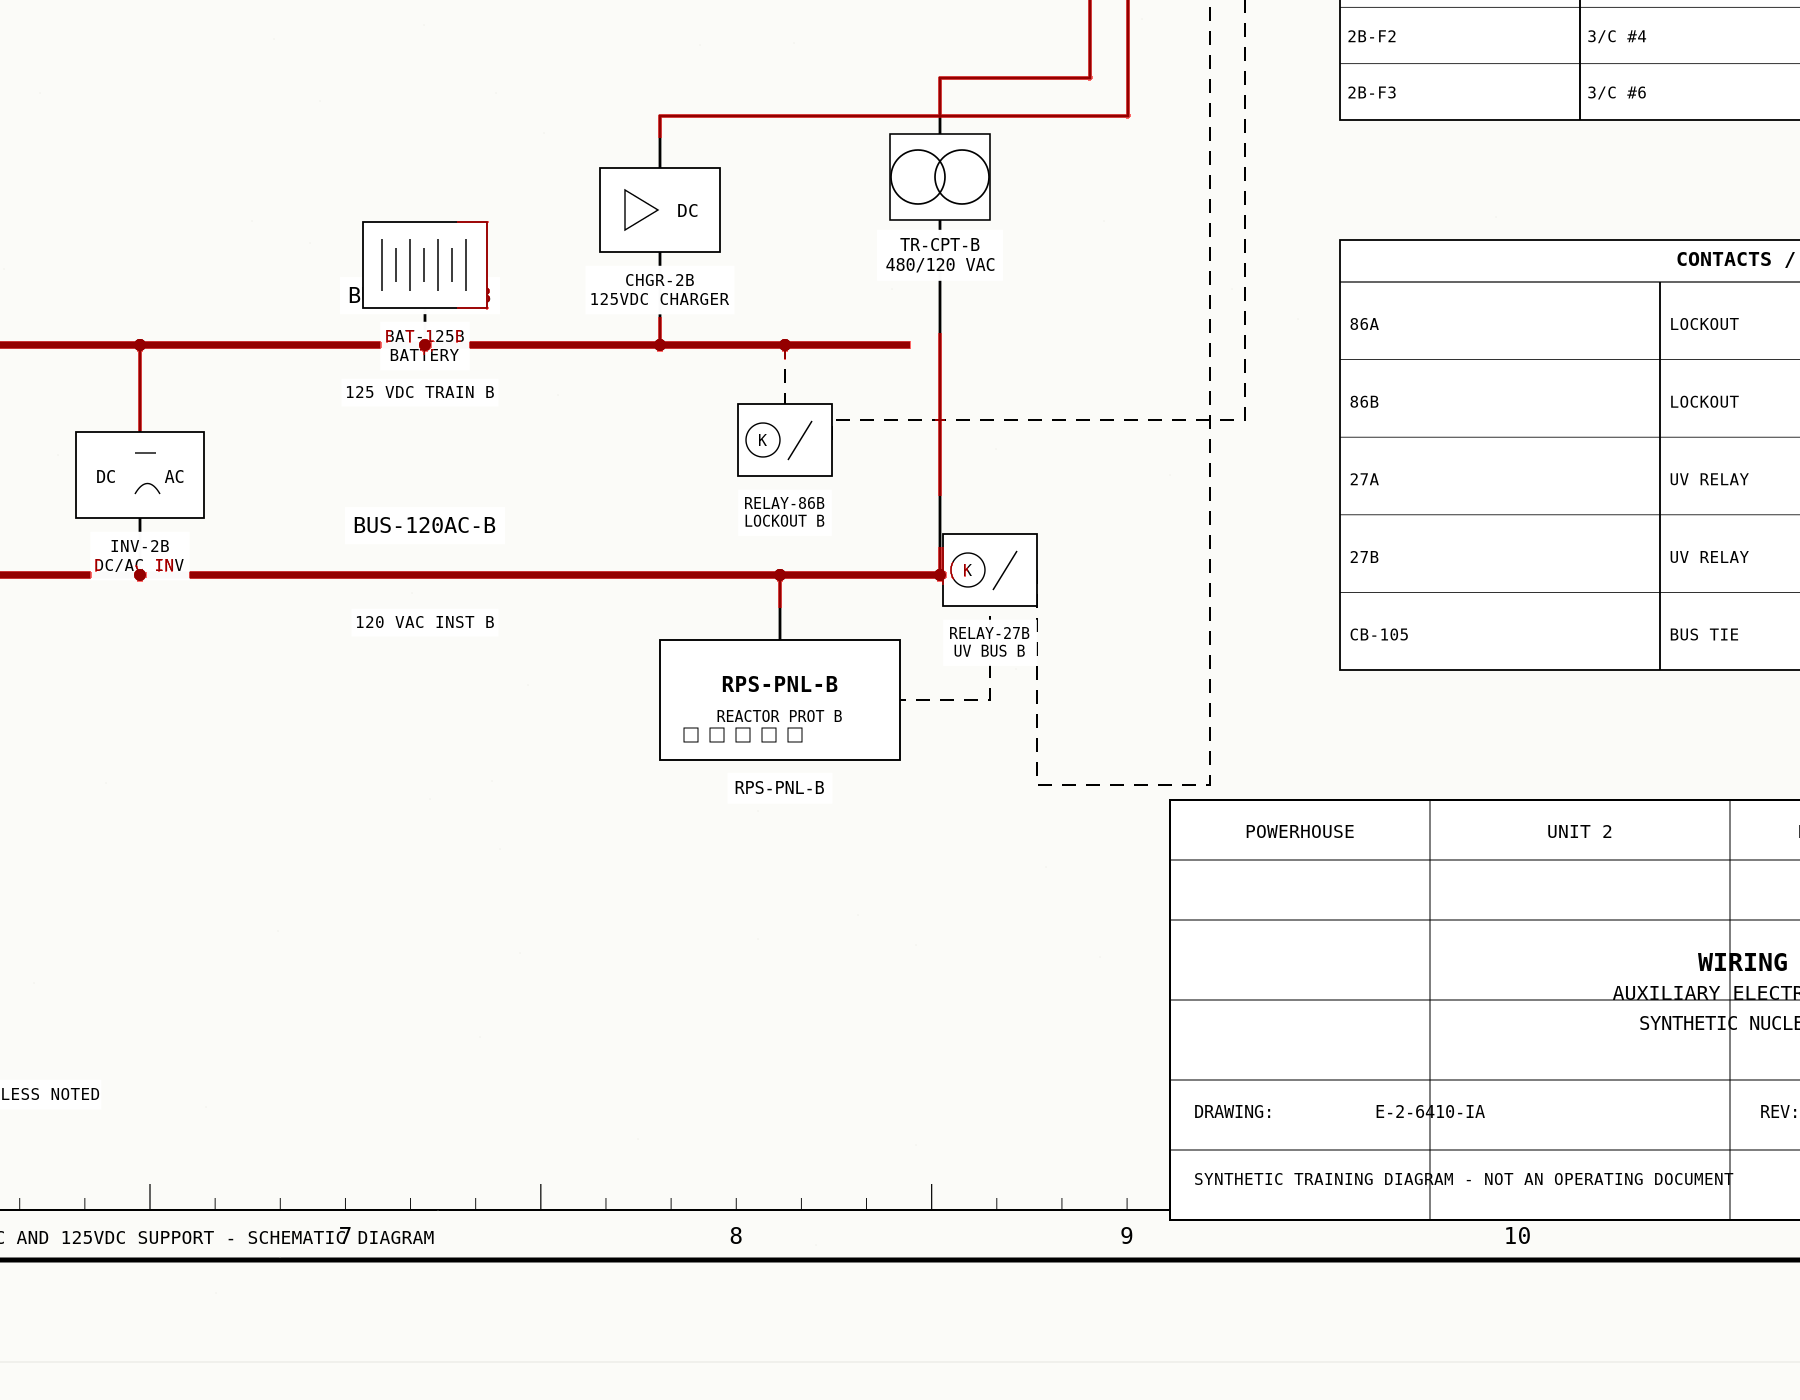 2B-F2
3/C #4
2B-F3
3/C #6
DC
TR-CPT-B
480/120 VAC
CHGR-2B
125VDC CHARGER
BAT-125B
BATTERY
125 VDC TRAIN B
CONTACTS /
86A
LOCKOUT
86B
LOCKOUT
27A
UV RELAY
27B
UV RELAY
CB-105
BUS TIE
K
RELAY-86B
LOCKOUT B
DC
AC
INV-2B
DC/AC INV
BUS-120AC-B
120 VAC INST B
K
RELAY-27B
UV BUS B
RPS-PNL-B
REACTOR PROT B
RPS-PNL-B
POWERHOUSE
UNIT 2
WIRING
AUXILIARY ELECTR
SYNTHETIC NUCLE
DRAWING:
E-2-6410-IA
REV:
SYNTHETIC TRAINING DIAGRAM - NOT AN OPERATING DOCUMENT
LESS NOTED
C AND 125VDC SUPPORT - SCHEMATIC DIAGRAM
7
8
9
10